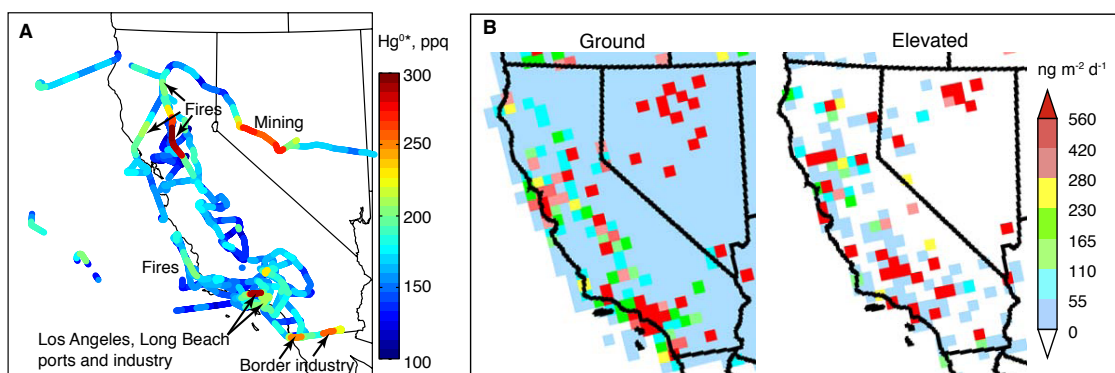 A
Hg⁰*, ppq
300
250
200
150
100
Fires
Mining
Fires
Los Angeles, Long Beach
ports and industry
Border industry
B
Ground
Elevated
ng m⁻² d⁻¹
560
420
280
230
165
110
55
0